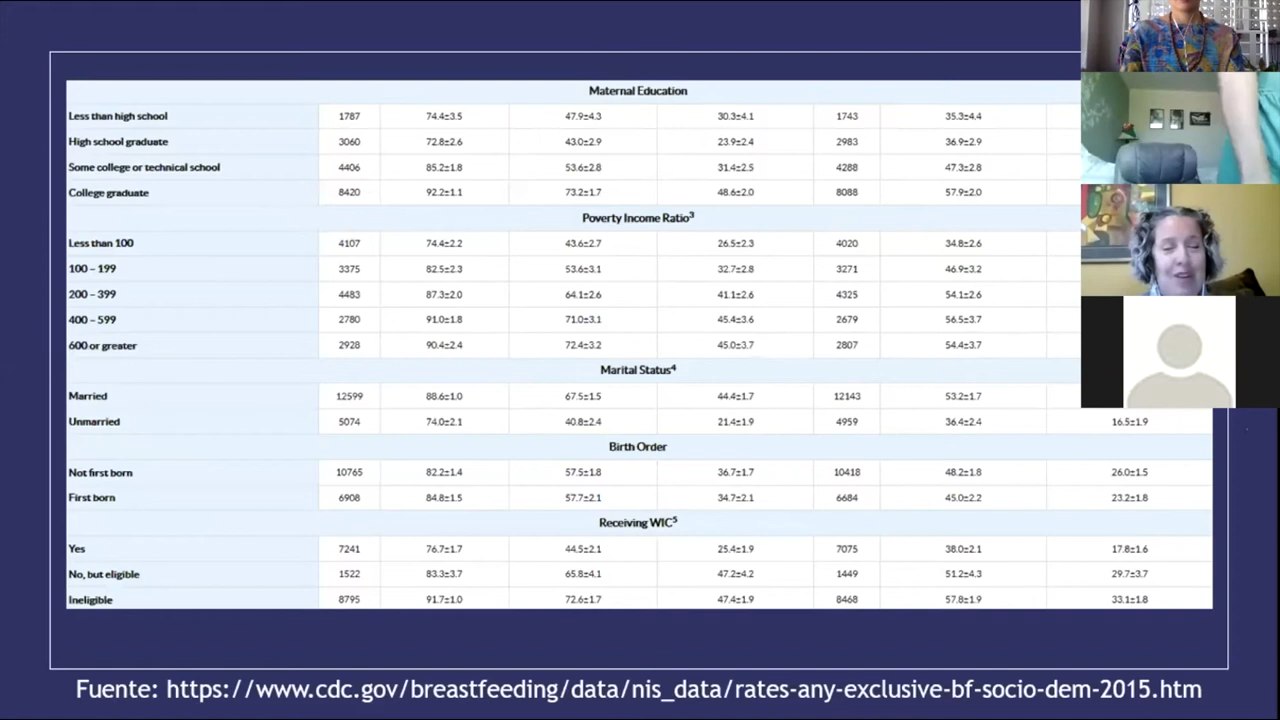 Maternal Education
Less than high school 1787 74.4±3.5 47.9±4.3 30.3±4.1 1743 35.3±4.4
High school graduate 3060 72.8±2.6 43.0±2.9 23.9±2.4 2983 36.9±2.9
Some college or technical school 4406 85.2±1.8 53.6±2.8 31.4±2.5 4288 47.3±2.8
College graduate 8420 92.2±1.1 73.2±1.7 48.6±2.0 8088 57.9±2.0
Poverty Income Ratio³
Less than 100 4107 74.4±2.2 43.6±2.7 26.5±2.3 4020 34.8±2.6
100 – 199 3375 82.5±2.3 53.6±3.1 32.7±2.8 3271 46.9±3.2
200 – 399 4483 87.3±2.0 64.1±2.6 41.1±2.6 4325 54.1±2.6
400 – 599 2780 91.0±1.8 71.0±3.1 45.4±3.6 2679 56.5±3.7
600 or greater 2928 90.4±2.4 72.4±3.2 45.0±3.7 2807 54.4±3.7
Marital Status⁴
Married 12599 88.6±1.0 67.5±1.5 44.4±1.7 12143 53.2±1.7
Unmarried 5074 74.0±2.1 40.8±2.4 21.4±1.9 4959 36.4±2.4 16.5±1.9
Birth Order
Not first born 10765 82.2±1.4 57.5±1.8 36.7±1.7 10418 48.2±1.8 26.0±1.5
First born 6908 84.8±1.5 57.7±2.1 34.7±2.1 6684 45.0±2.2 23.2±1.8
Receiving WIC⁵
Yes 7241 76.7±1.7 44.5±2.1 25.4±1.9 7075 38.0±2.1 17.8±1.6
No, but eligible 1522 83.3±3.7 65.8±4.1 47.2±4.2 1449 51.2±4.3 29.7±3.7
Ineligible 8795 91.7±1.0 72.6±1.7 47.4±1.9 8468 57.8±1.9 33.1±1.8
Fuente: https://www.cdc.gov/breastfeeding/data/nis_data/rates-any-exclusive-bf-socio-dem-2015.htm